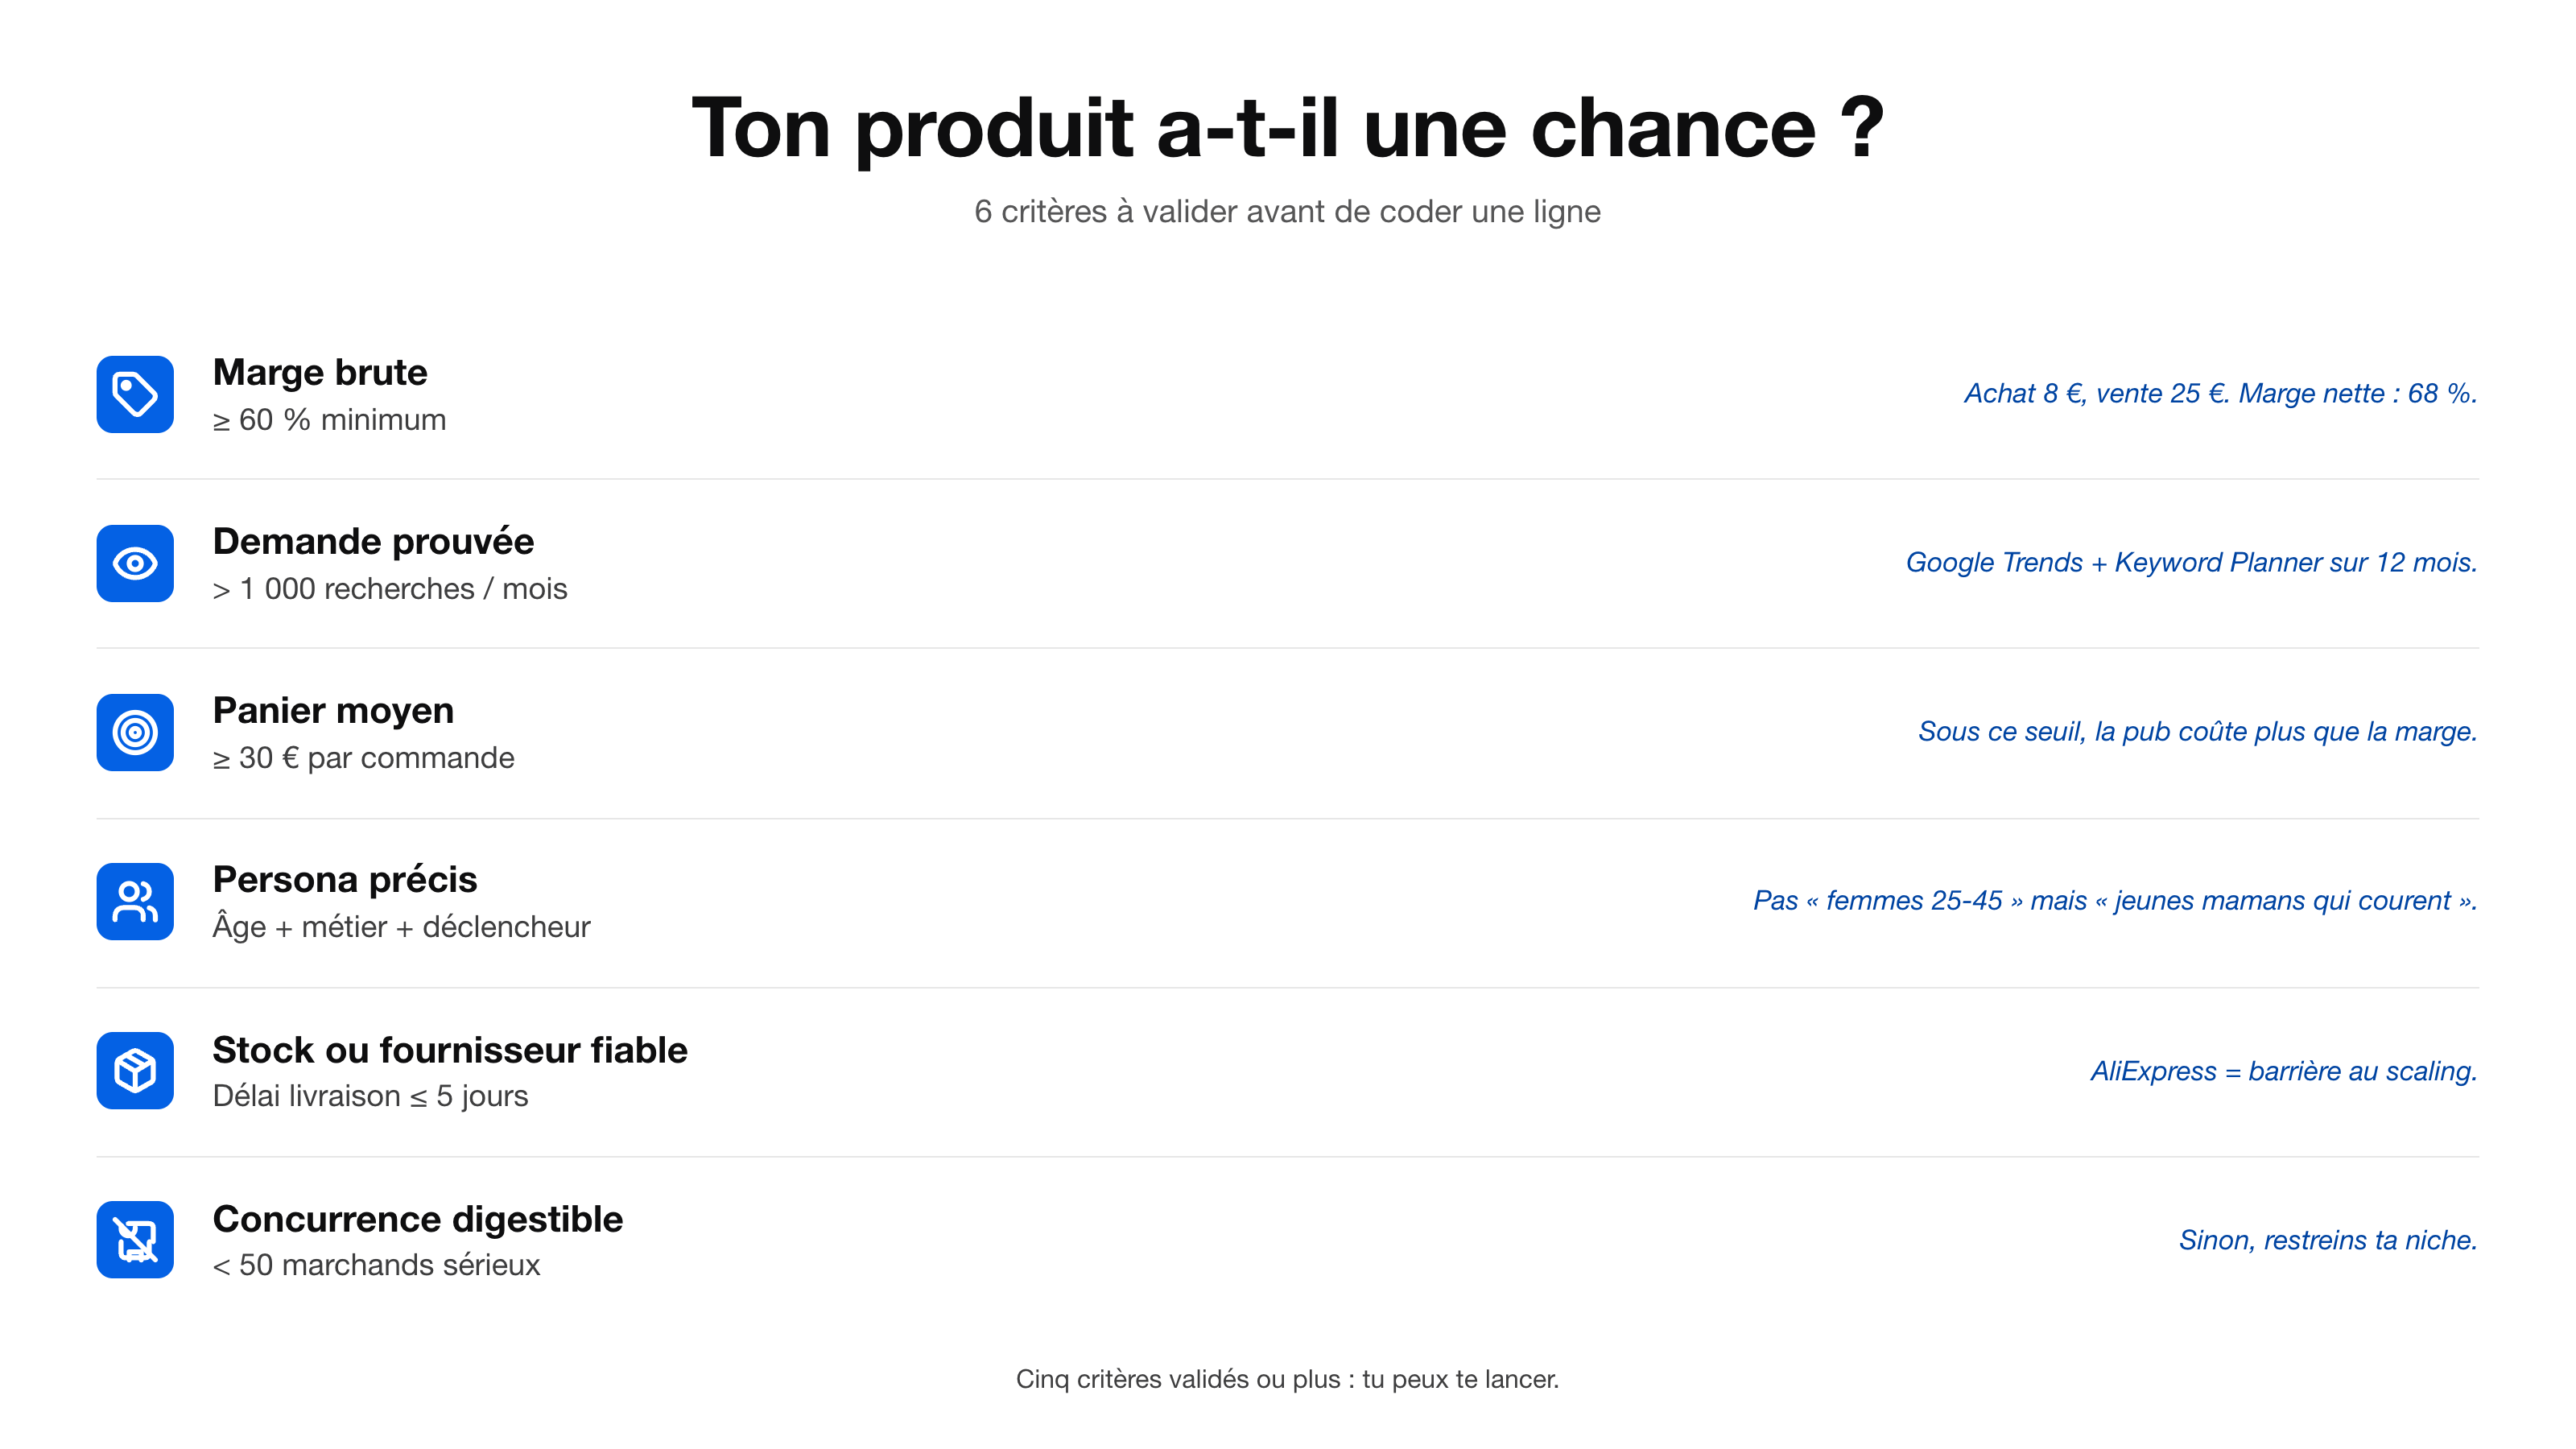 Ton produit a-t-il une chance ?
6 critères à valider avant de coder une ligne
Marge brute
≥ 60 % minimum
Achat 8 €, vente 25 €. Marge nette : 68 %.
Demande prouvée
> 1 000 recherches / mois
Google Trends + Keyword Planner sur 12 mois.
Panier moyen
≥ 30 € par commande
Sous ce seuil, la pub coûte plus que la marge.
Persona précis
Âge + métier + déclencheur
Pas « femmes 25-45 » mais « jeunes mamans qui courent ».
Stock ou fournisseur fiable
Délai livraison ≤ 5 jours
AliExpress = barrière au scaling.
Concurrence digestible
< 50 marchands sérieux
Sinon, restreins ta niche.
Cinq critères validés ou plus : tu peux te lancer.